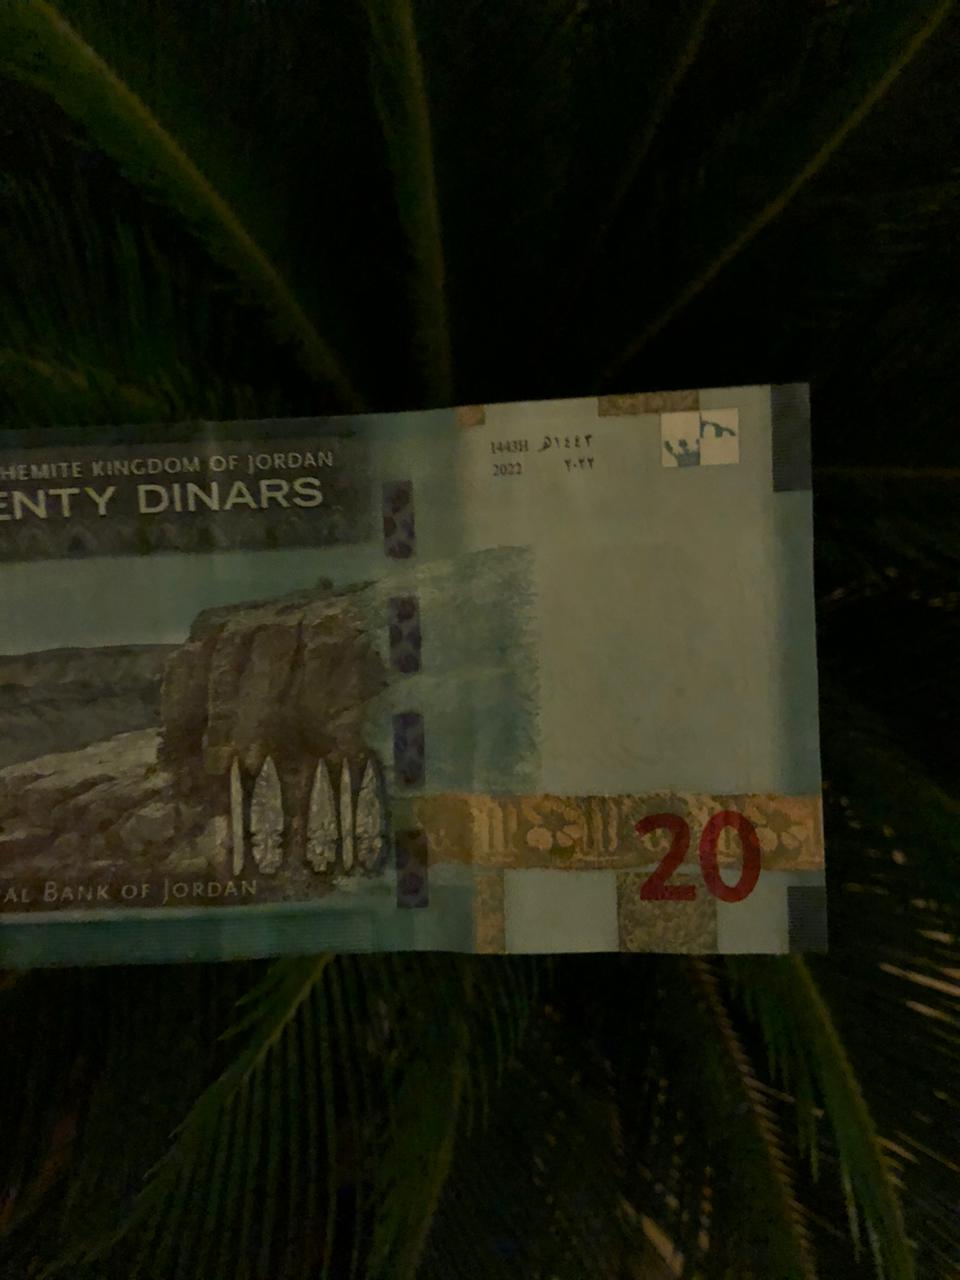 HEMITE KINGDOM OF JORDAN
ENTY DINARS
1443H ١٤٤٣هـ
2022 ٢٠٢٢
AL BANK OF JORDAN
20